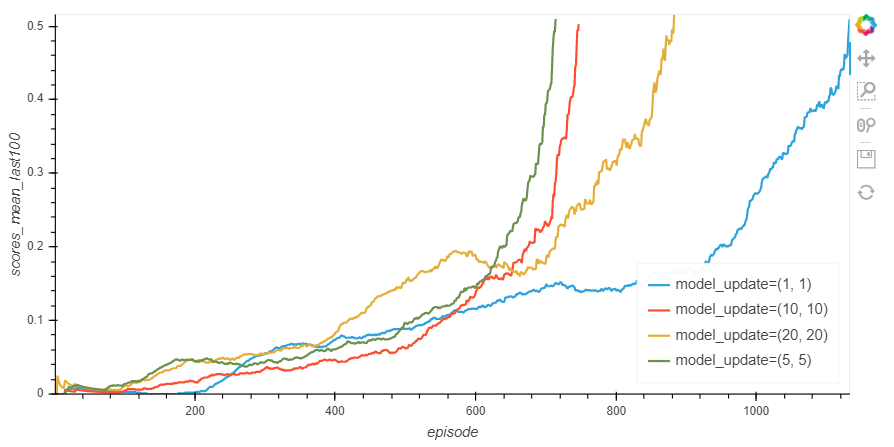 0.5
0.4
0.3
0.2
0.1
0
scores_mean_last100
model_update=(1, 1)
model_update=(10, 10)
model_update=(20, 20)
model_update=(5, 5)
200 400 600 800 1000
episode